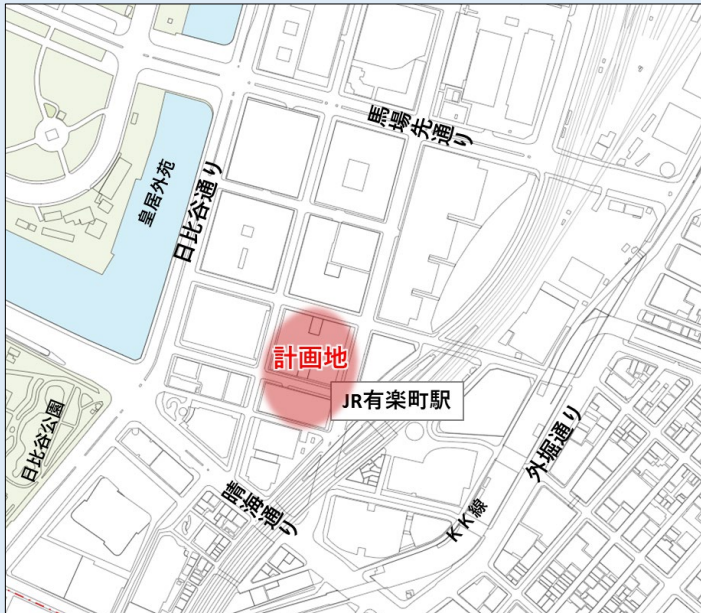 馬場先通り
皇居外苑
日比谷通り
計画地
JR有楽町駅
日比谷公園
外堀通り
晴海通り
KK線